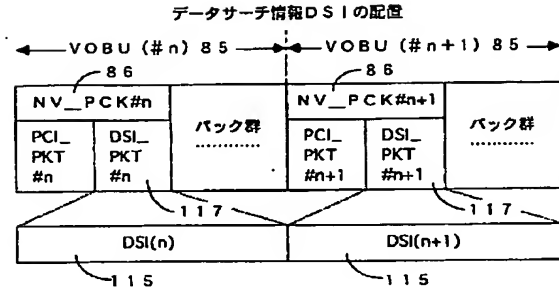 データサーチ情報DSIの配置
VOBU (#n) 85
VOBU (#n+1) 85
86
86
NV_PCK#n
パック群
NV_PCK#n+1
パック群
PCI_
PKT
#n
DSI_
PKT
#n
PCI_
PKT
#n+1
DSI_
PKT
#n+1
117
117
DSI(n)
DSI(n+1)
115
115